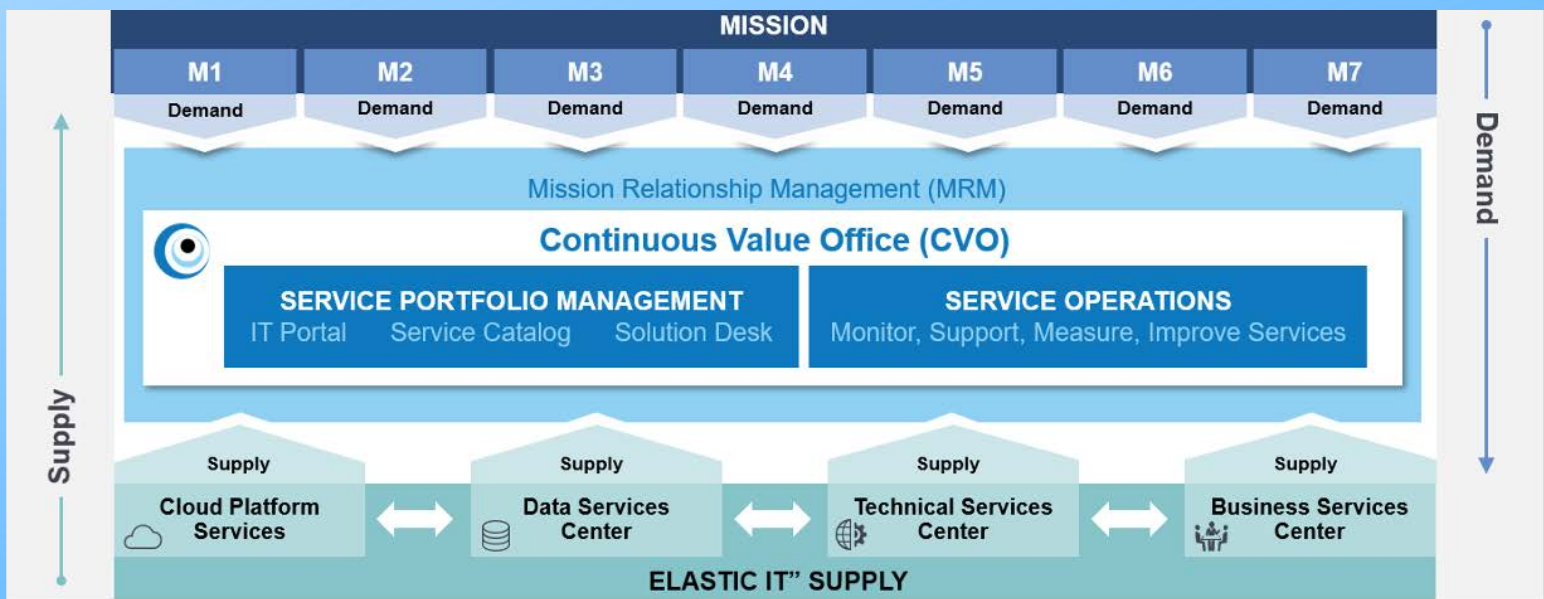 MISSION
M1 M2 M3 M4 M5 M6 M7
Demand Demand Demand Demand Demand Demand Demand
Demand
Mission Relationship Management (MRM)
Continuous Value Office (CVO)
SERVICE PORTFOLIO MANAGEMENT
IT Portal Service Catalog Solution Desk
SERVICE OPERATIONS
Monitor, Support, Measure, Improve Services
Supply
Supply Supply Supply Supply
Cloud Platform
Services
Data Services
Center
Technical Services
Center
Business Services
Center
ELASTIC IT” SUPPLY